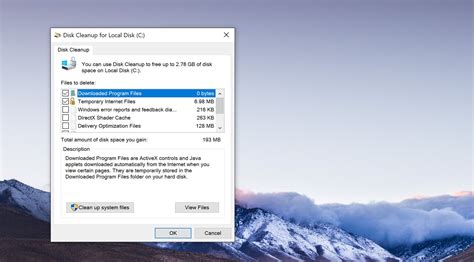 Disk Cleanup for Local Disk (C:)
Disk Cleanup
You can use Disk Cleanup to free up to 2.78 GB of disk
space on Local Disk (C:).
Files to delete:
Downloaded Program Files 0 bytes
Temporary Internet Files 6.98 MB
Windows error reports and feedback dia... 216 KB
DirectX Shader Cache 263 KB
Delivery Optimization Files 28 MB
Total amount of disk space you gain: 193 MB
Description
Downloaded Program Files are ActiveX controls and Java
applets downloaded automatically from the Internet when you
view certain pages. They are temporarily stored in the
Downloaded Program Files folder on your hard disk.
Clean up system files
View Files
OK
Cancel